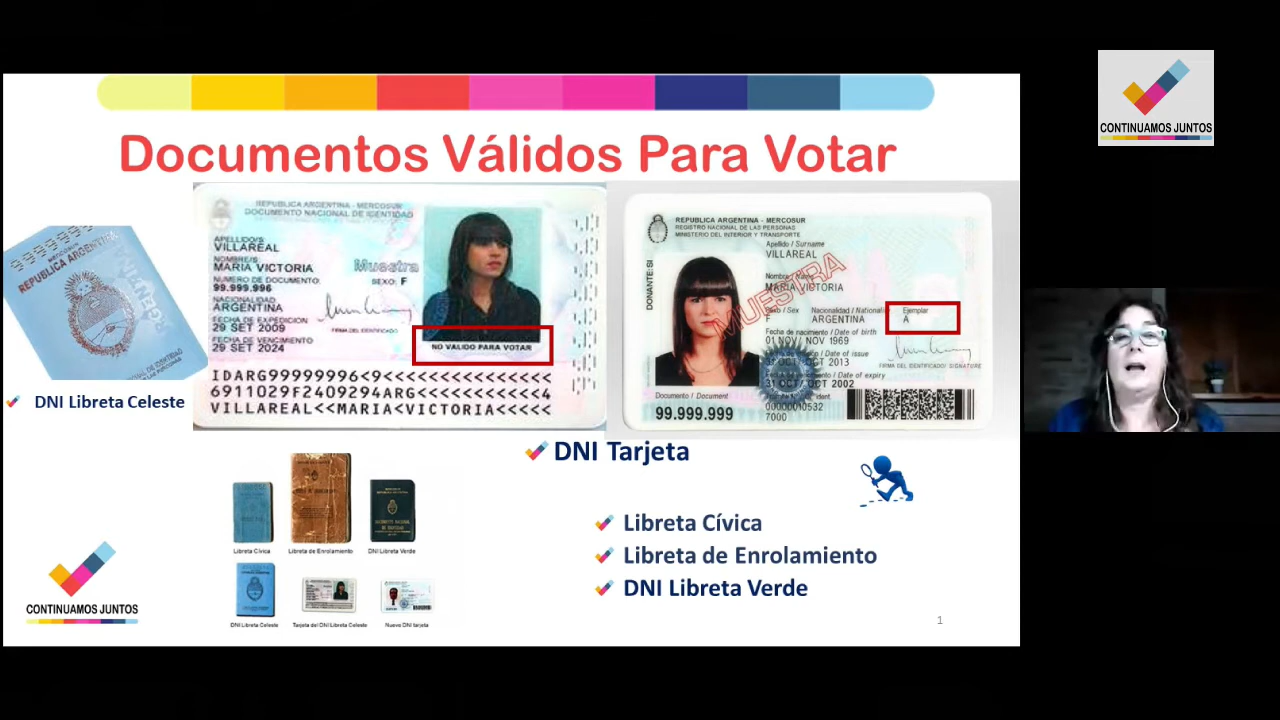 CONTINUAMOS JUNTOS
Documentos Válidos Para Votar
REPUBLICA ARGENTINA
DNI Libreta Celeste
REPUBLICA ARGENTINA - MERCOSUR
DOCUMENTO NACIONAL DE IDENTIDAD
APELLIDO/S
VILLAREAL
NOMBRE/S
MARIA VICTORIA
Muestra
NUMERO DE DOCUMENTO:
SEXO: F
99.999.996
NACIONALIDAD
ARGENTINA
FECHA DE EXPEDICION
29 SET 2009
FIRMA DEL IDENTIFICADO
FECHA DE VENCIMIENTO
29 SET 2024
NO VALIDO PARA VOTAR
IDARG99999996<9<<<<<<<<<<<<<<<
6911029F2409294ARG<<<<<<<<<<<4
VILLAREAL<<MARIA<VICTORIA<<<<<
REPUBLICA ARGENTINA - MERCOSUR
REGISTRO NACIONAL DE LAS PERSONAS
MINISTERIO DEL INTERIOR Y TRANSPORTE
Apellido / Surname
VILLAREAL
Nombre / Name
MARIA VICTORIA
MUESTRA
DONANTE:SI
Sexo / Sex
F
Nacionalidad / Nationality
ARGENTINA
Ejemplar
A
Fecha de nacimiento / Date of birth
01 NOV / NOV 1969
Fecha de emisión / Date of issue
OCT 2013
FIRMA IDENTIFICADO / SIGNATURE
Fecha de vencimiento / Date of expiry
31 OCT / OCT 2002
Documento / Document
99.999.999
00000010532
7000
DNI Tarjeta
Libreta Cívica
Libreta de Enrolamiento
DNI Libreta Verde
Libreta Cívica
Libreta de Enrolamiento
DNI Libreta Verde
DNI Libreta Celeste
Tarjeta del DNI Libreta Celeste
Nuevo DNI tarjeta
CONTINUAMOS JUNTOS
1